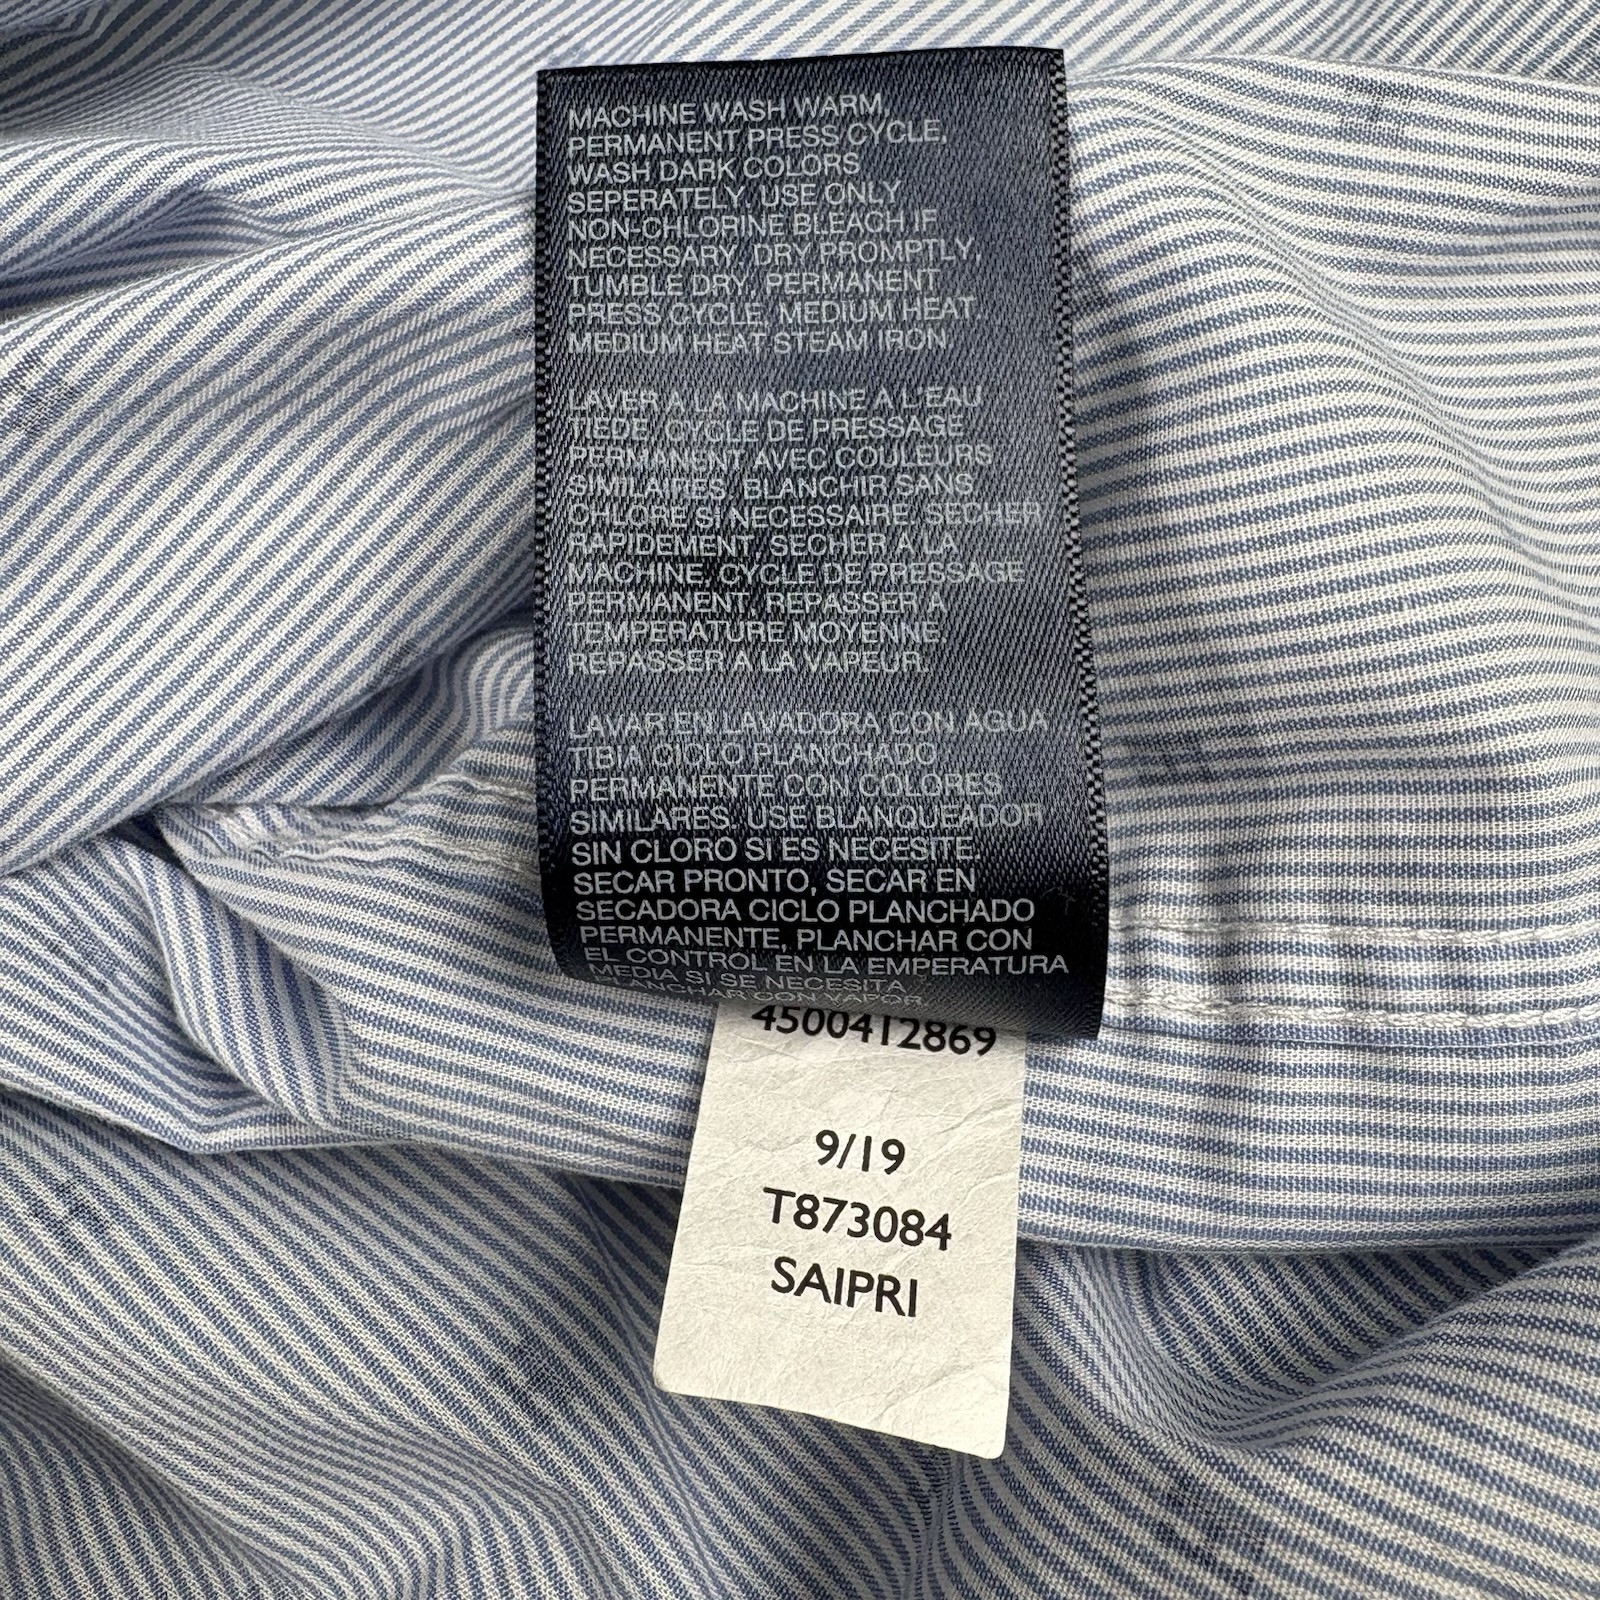 MACHINE WASH WARM,
PERMANENT PRESS CYCLE,
WASH DARK COLORS
SEPERATELY. USE ONLY
NON-CHLORINE BLEACH IF
NECESSARY. DRY PROMPTLY,
TUMBLE DRY, PERMANENT
PRESS CYCLE, MEDIUM HEAT
MEDIUM HEAT STEAM IRON
LAVER A LA MACHINE A L'EAU
TIEDE, CYCLE DE PRESSAGE
PERMANENT AVEC COULEURS
SIMILAIRES. BLANCHIR SANS
CHLORE SI NECESSAIRE. SECHER
RAPIDEMENT, SECHER A LA
MACHINE, CYCLE DE PRESSAGE
PERMANENT, REPASSER A
TEMPERATURE MOYENNE.
REPASSER A LA VAPEUR.
LAVAR EN LAVADORA CON AGUA
TIBIA CICLO PLANCHADO
PERMANENTE CON COLORES
SIMILARES. USE BLANQUEADOR
SIN CLORO SI ES NECESITE.
SECAR PRONTO, SECAR EN
SECADORA CICLO PLANCHADO
PERMANENTE, PLANCHAR CON
EL CONTROL EN LA EMPERATURA
MEDIA SI SE NECESITA
PLANCHAR CON VAPOR.
4500412869
9/19
T873084
SAIPRI